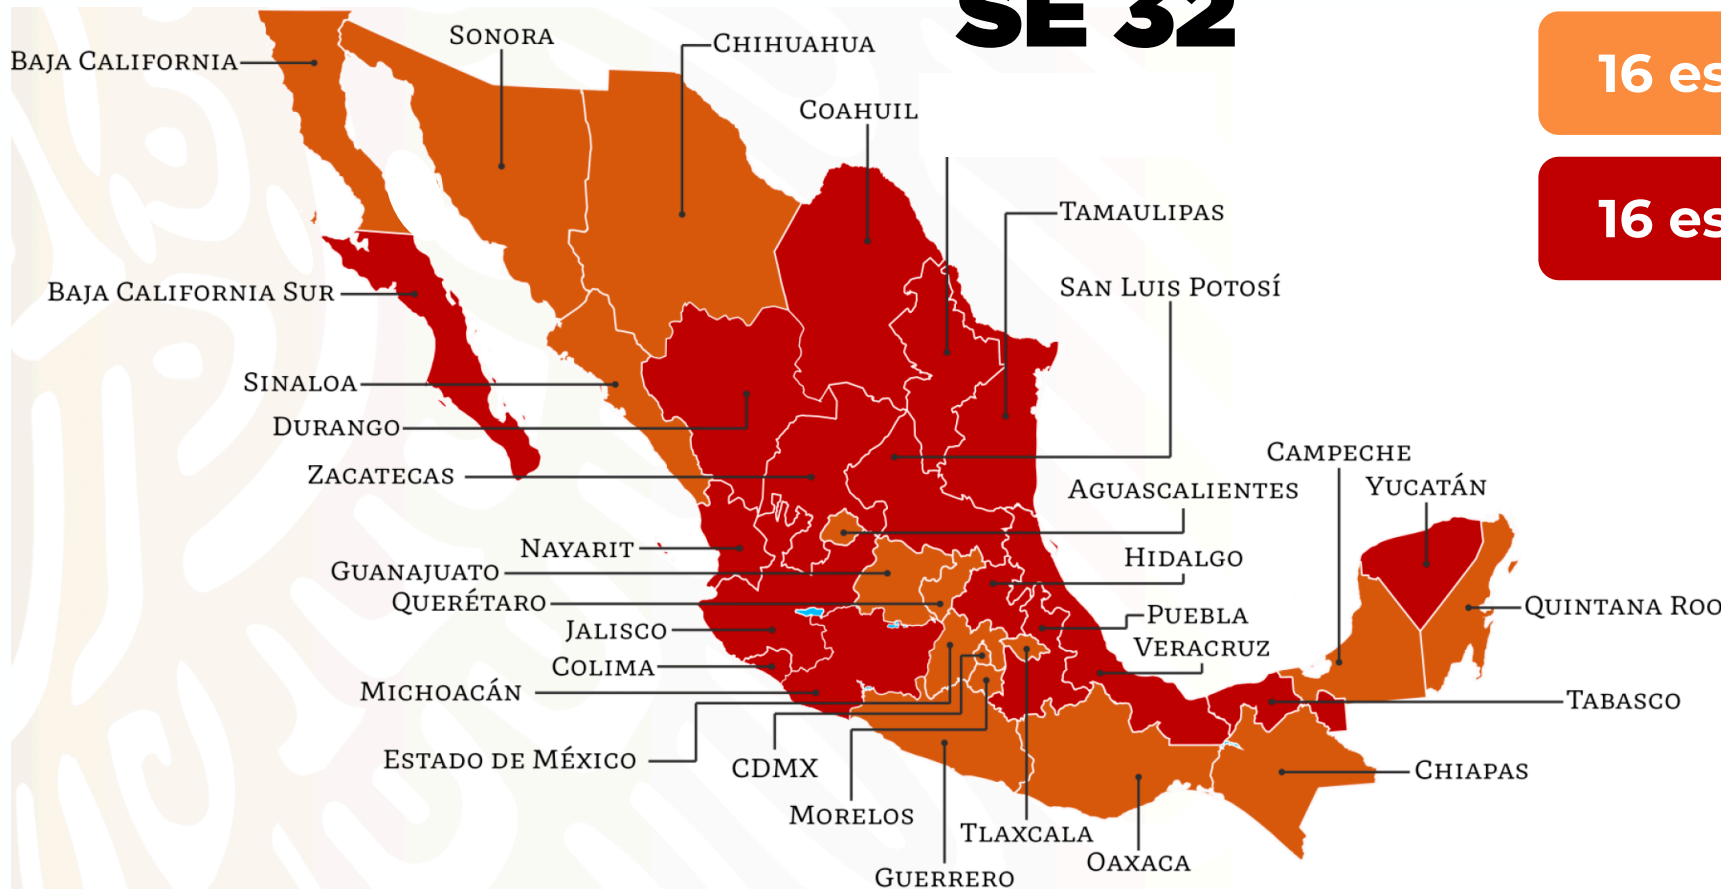 SE 32
16 es
16 es
SONORA
CHIHUAHUA
BAJA CALIFORNIA
COAHUIL
TAMAULIPAS
SAN LUIS POTOSÍ
BAJA CALIFORNIA SUR
SINALOA
DURANGO
ZACATECAS
CAMPECHE
YUCATÁN
AGUASCALIENTES
NAYARIT
HIDALGO
GUANAJUATO
QUERÉTARO
QUINTANA ROO
PUEBLA
JALISCO
VERACRUZ
COLIMA
MICHOACÁN
TABASCO
ESTADO DE MÉXICO
CDMX
CHIAPAS
MORELOS
TLAXCALA
OAXACA
GUERRERO